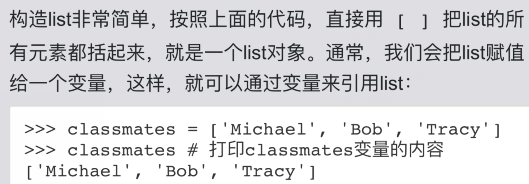 构造list非常简单，按照上面的代码，直接用 [ ] 把list的所
有元素都括起来，就是一个list对象。通常，我们会把list赋值
给一个变量，这样，就可以通过变量来引用list：
>>> classmates = ['Michael', 'Bob', 'Tracy']
>>> classmates # 打印classmates变量的内容
['Michael', 'Bob', 'Tracy']